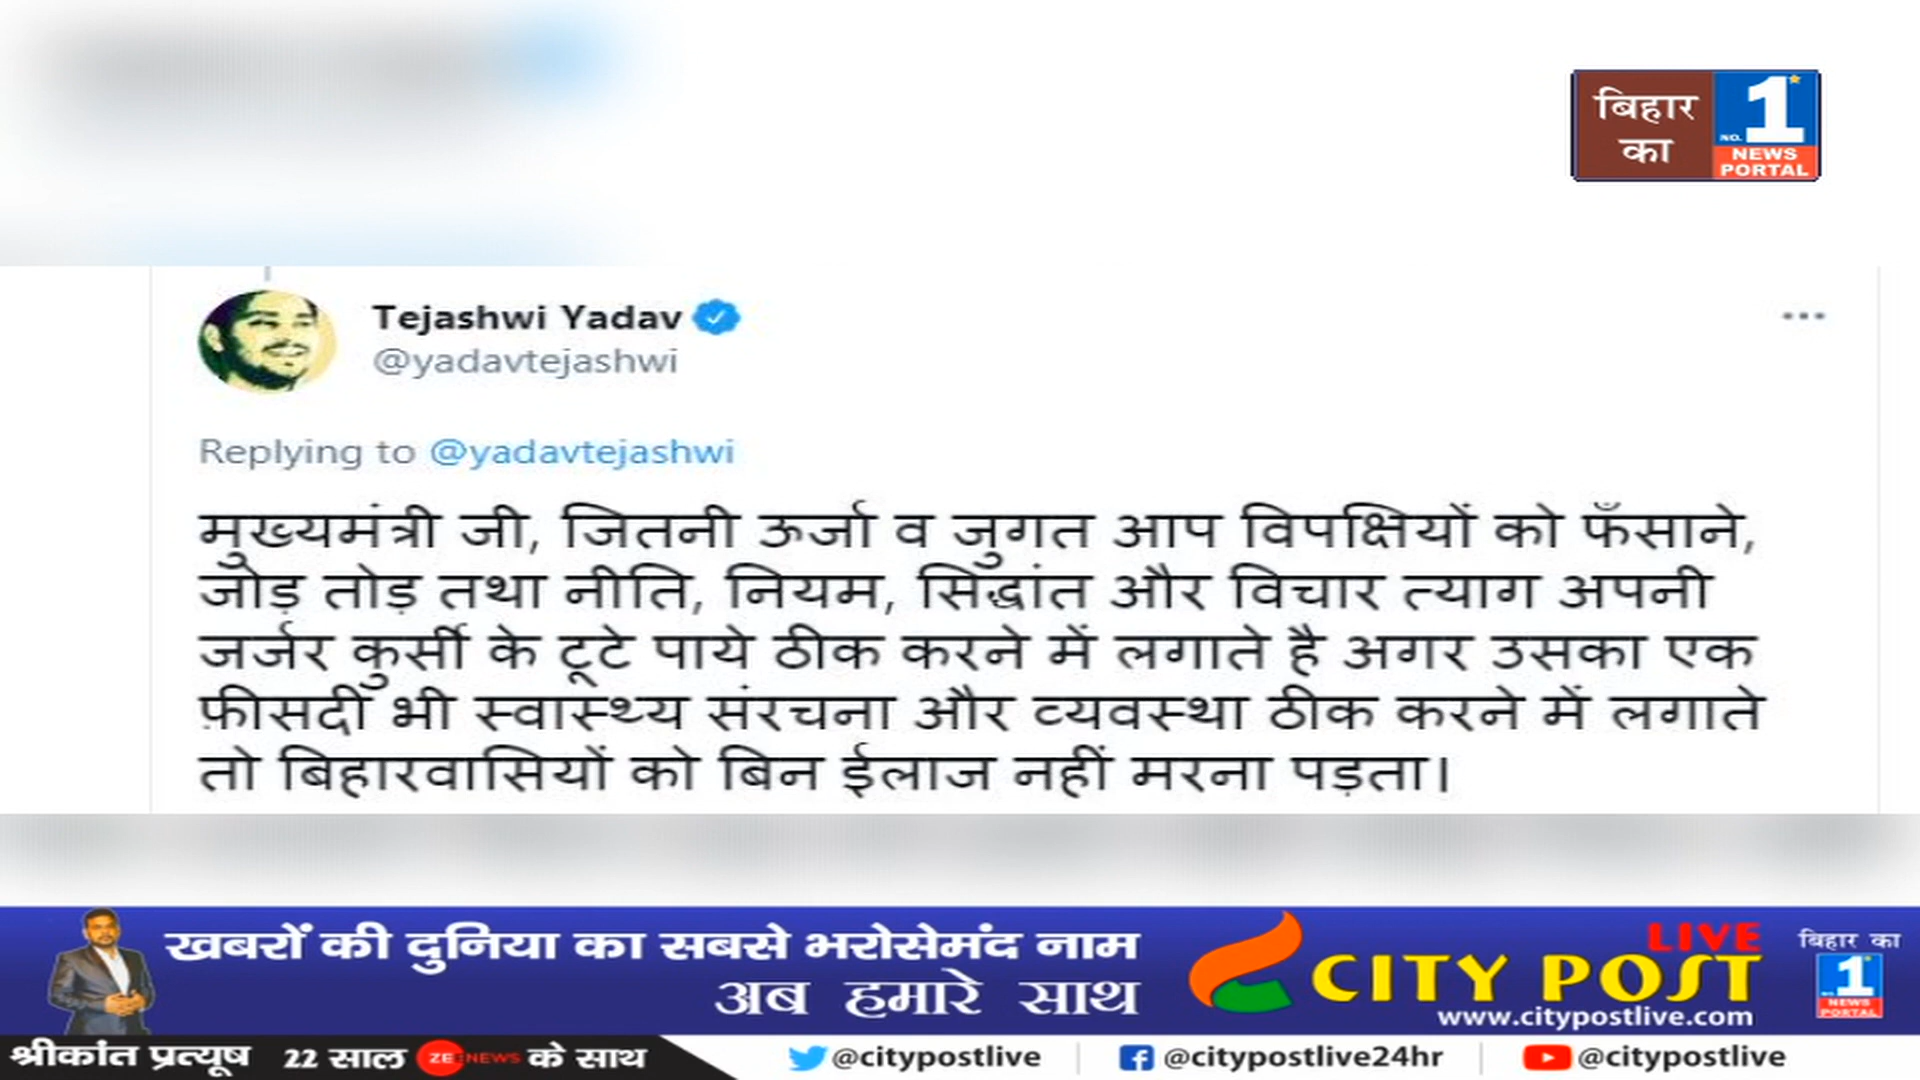 बिहार
का
NO. 1
NEWS
PORTAL
Tejashwi Yadav
@yadavtejashwi
Replying to @yadavtejashwi
मुख्यमंत्री जी, जितनी ऊर्जा व जुगत आप विपक्षियों को फँसाने,
जोड़ तोड़ तथा नीति, नियम, सिद्धांत और विचार त्याग अपनी
जर्जर कुर्सी के टूटे पाये ठीक करने में लगाते है अगर उसका एक
फ़ीसदी भी स्वास्थ्य संरचना और व्यवस्था ठीक करने में लगाते
तो बिहारवासियों को बिन ईलाज नहीं मरना पड़ता।
खबरों की दुनिया का सबसे भरोसेमंद नाम
अब हमारे साथ
LIVE
CITY POST
www.citypostlive.com
बिहार का
1
NEWS
PORTAL
श्रीकांत प्रत्यूष 22 साल ZEE NEWS के साथ
@citypostlive
@citypostlive24hr
@citypostlive